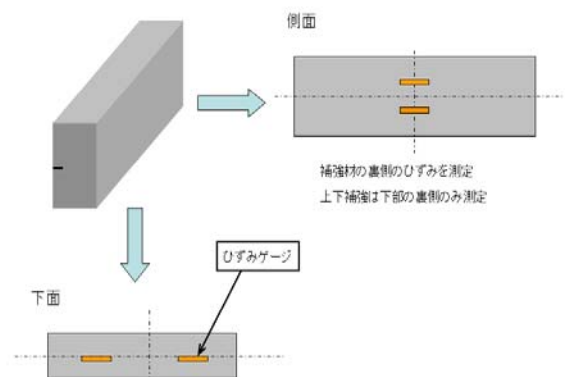 側面
補強材の裏側のひずみを測定
上下補強は下部の裏側のみ測定
ひずみゲージ
下面